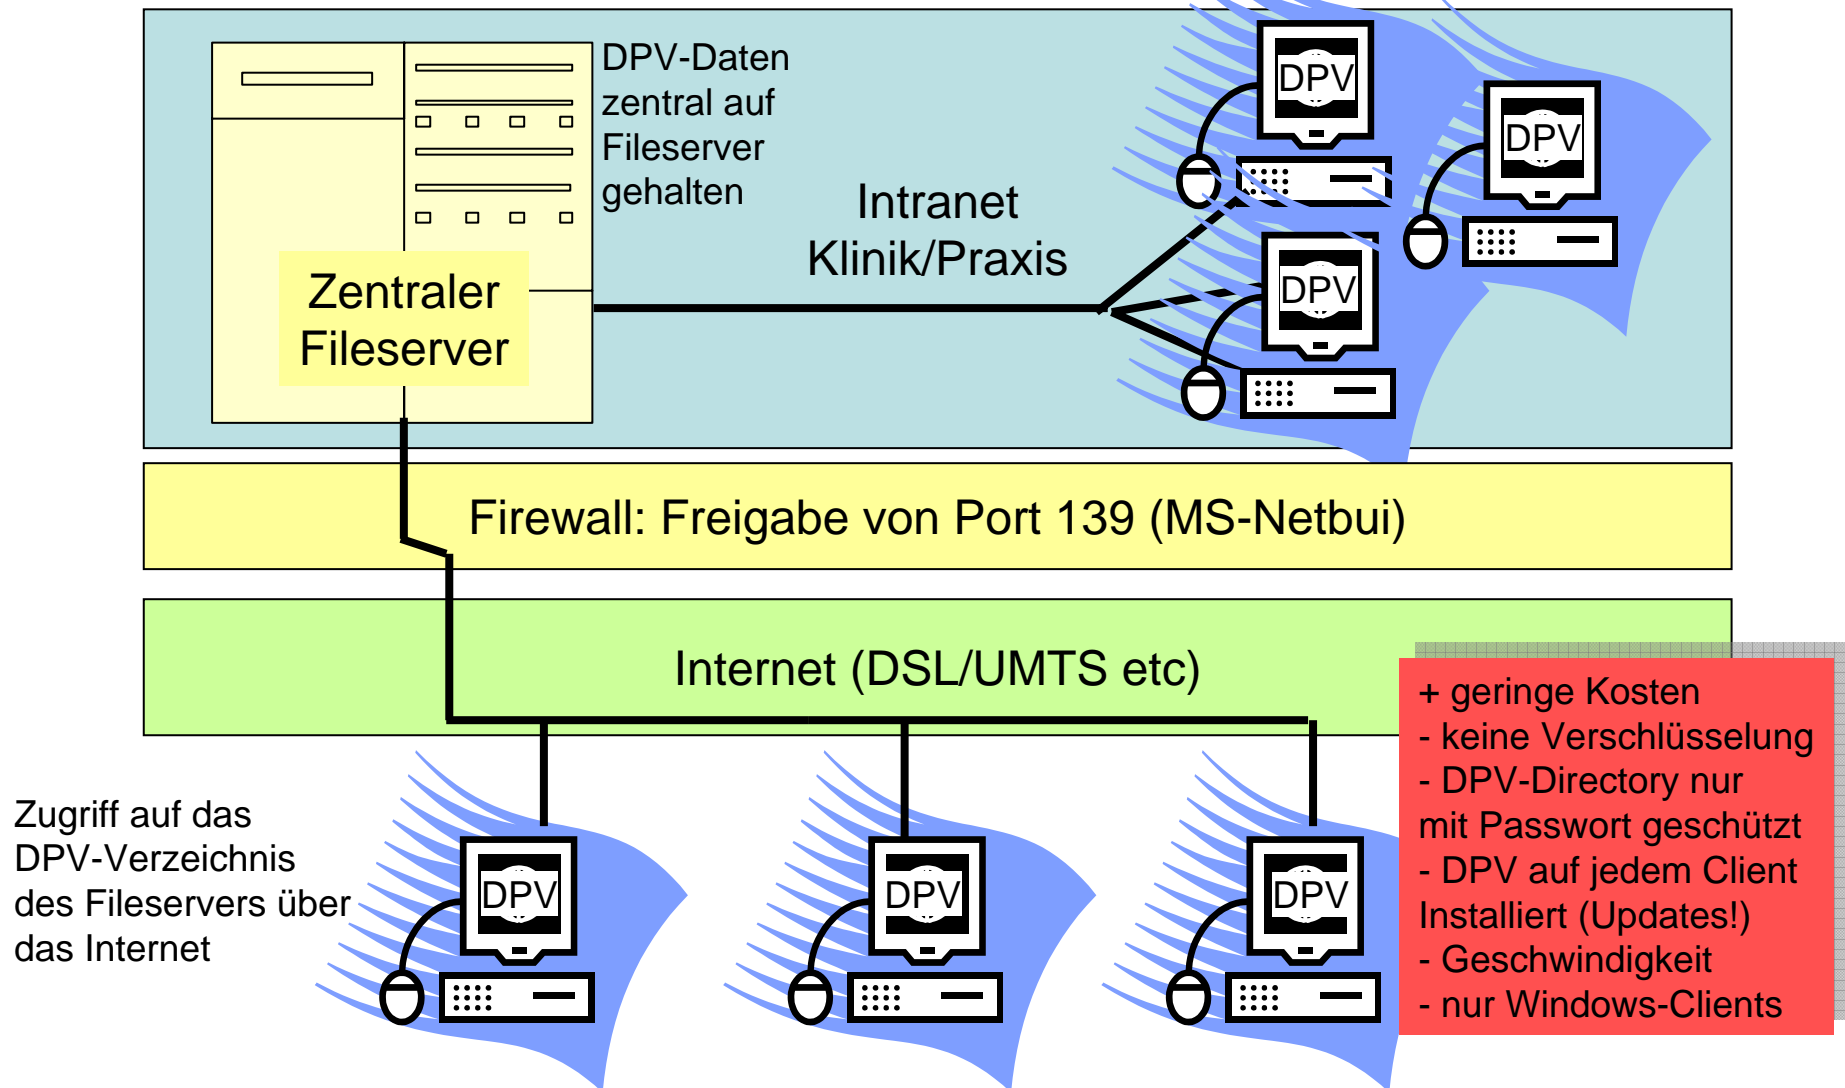 DPV-Daten
zentral auf
Fileserver
gehalten
Zentraler
Fileserver
Intranet
Klinik/Praxis
DPV
DPV
DPV
Firewall: Freigabe von Port 139 (MS-Netbui)
Internet (DSL/UMTS etc)
Zugriff auf das
DPV-Verzeichnis
des Fileservers über
das Internet
DPV
DPV
DPV
+ geringe Kosten
- keine Verschlüsselung
- DPV-Directory nur
mit Passwort geschützt
- DPV auf jedem Client
Installiert (Updates!)
- Geschwindigkeit
- nur Windows-Clients